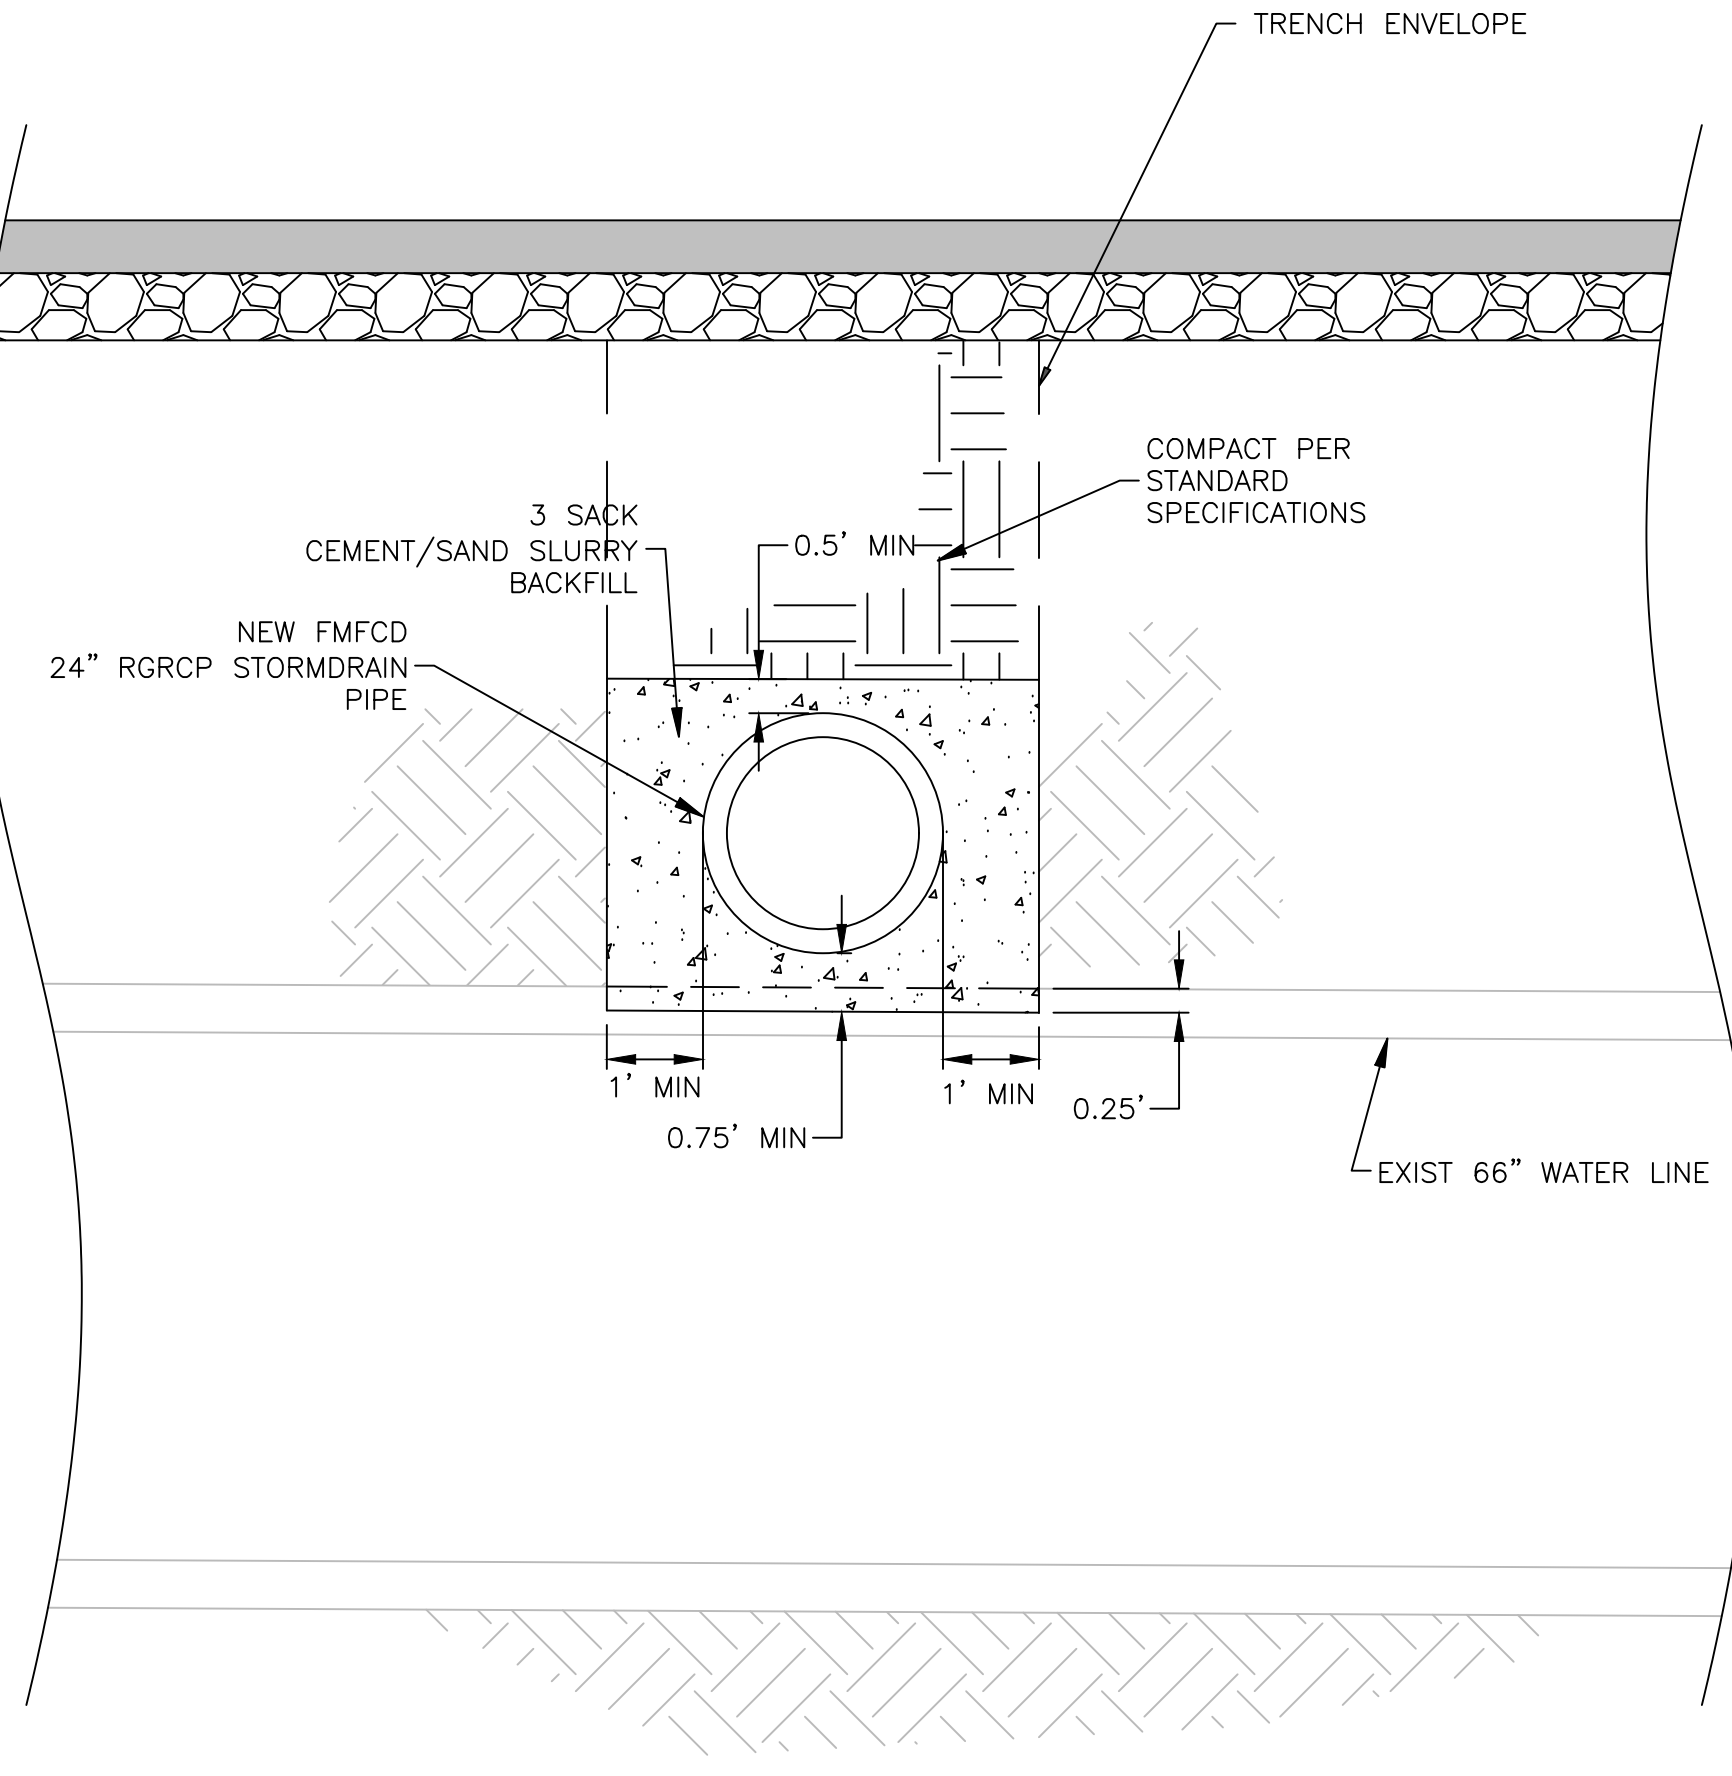 TRENCH ENVELOPE
COMPACT PER
STANDARD
SPECIFICATIONS
3 SACK
CEMENT/SAND SLURRY
BACKFILL
0.5’ MIN
NEW FMFCD
24” RGRCP STORMDRAIN
PIPE
1’ MIN
1’ MIN
0.25’
0.75’ MIN
EXIST 66” WATER LINE